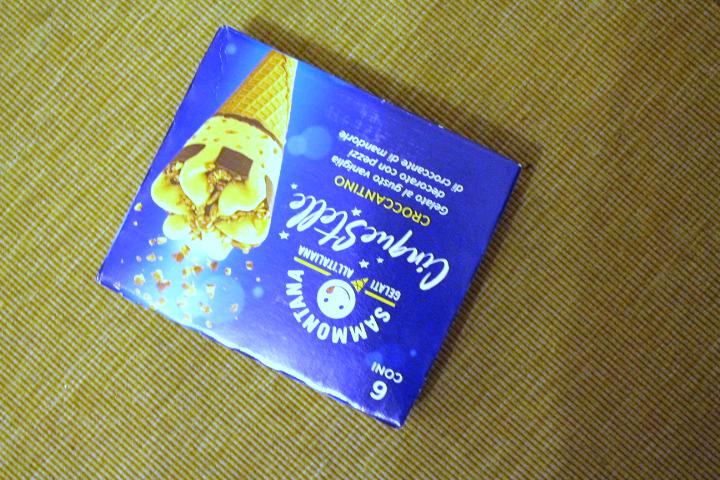 6
CONI
SAMMONTANA
GELATI ALL'ITALIANA
CinqueStelle
CROCCANTINO
Gelato al gusto vaniglia
decorato con pezzi
di croccante di mandorle